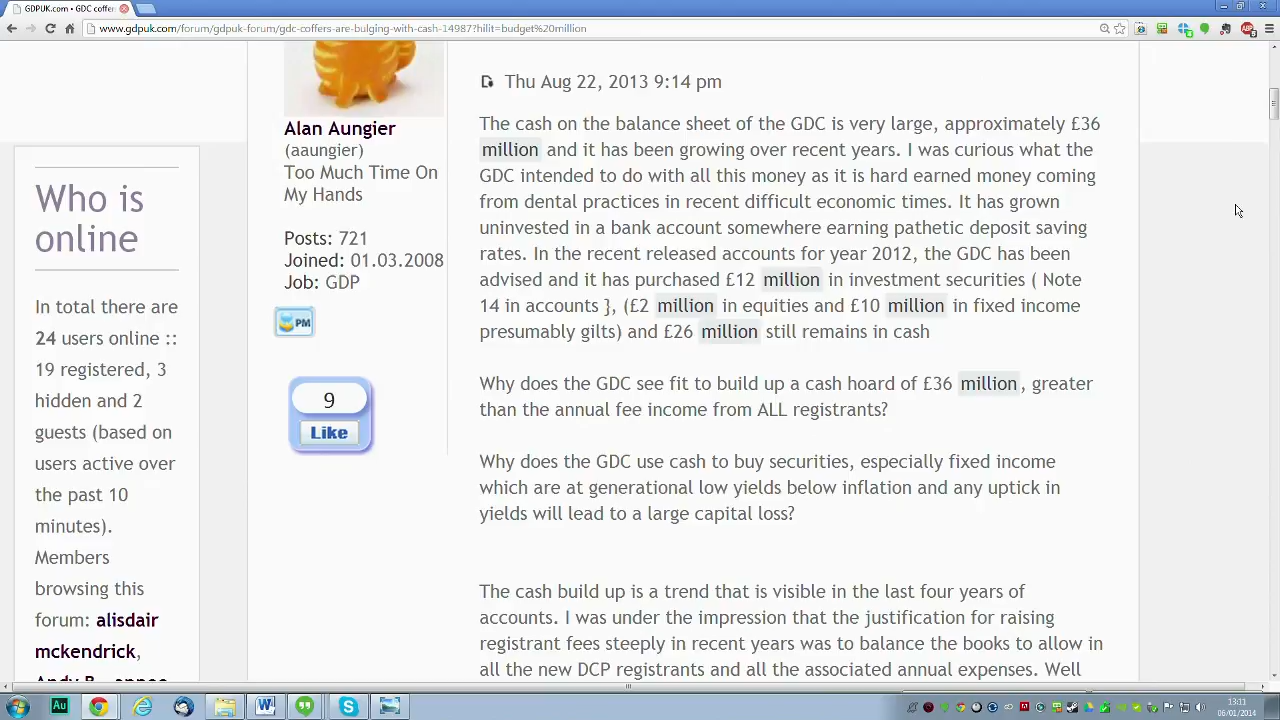 GDPUK.com • GDC coffers
www.gdpuk.com/forum/gdpuk-forum/gdc-coffers-are-bulging-with-cash-14987?hilit=budget%20million
Who is
online
In total there are
24 users online ::
19 registered, 3
hidden and 2
guests (based on
users active over
the past 10
minutes).
Members
browsing this
forum: alisdair
mckendrick,
Alan Aungier
(aaungier)
Too Much Time On
My Hands
Posts: 721
Joined: 01.03.2008
Job: GDP
PM
9
Like
Thu Aug 22, 2013 9:14 pm
The cash on the balance sheet of the GDC is very large, approximately £36
million and it has been growing over recent years. I was curious what the
GDC intended to do with all this money as it is hard earned money coming
from dental practices in recent difficult economic times. It has grown
uninvested in a bank account somewhere earning pathetic deposit saving
rates. In the recent released accounts for year 2012, the GDC has been
advised and it has purchased £12 million in investment securities ( Note
14 in accounts }, (£2 million in equities and £10 million in fixed income
presumably gilts) and £26 million still remains in cash
Why does the GDC see fit to build up a cash hoard of £36 million, greater
than the annual fee income from ALL registrants?
Why does the GDC use cash to buy securities, especially fixed income
which are at generational low yields below inflation and any uptick in
yields will lead to a large capital loss?
The cash build up is a trend that is visible in the last four years of
accounts. I was under the impression that the justification for raising
registrant fees steeply in recent years was to balance the books to allow in
all the new DCP registrants and all the associated annual expenses. Well
Au
13:11
06/01/2014